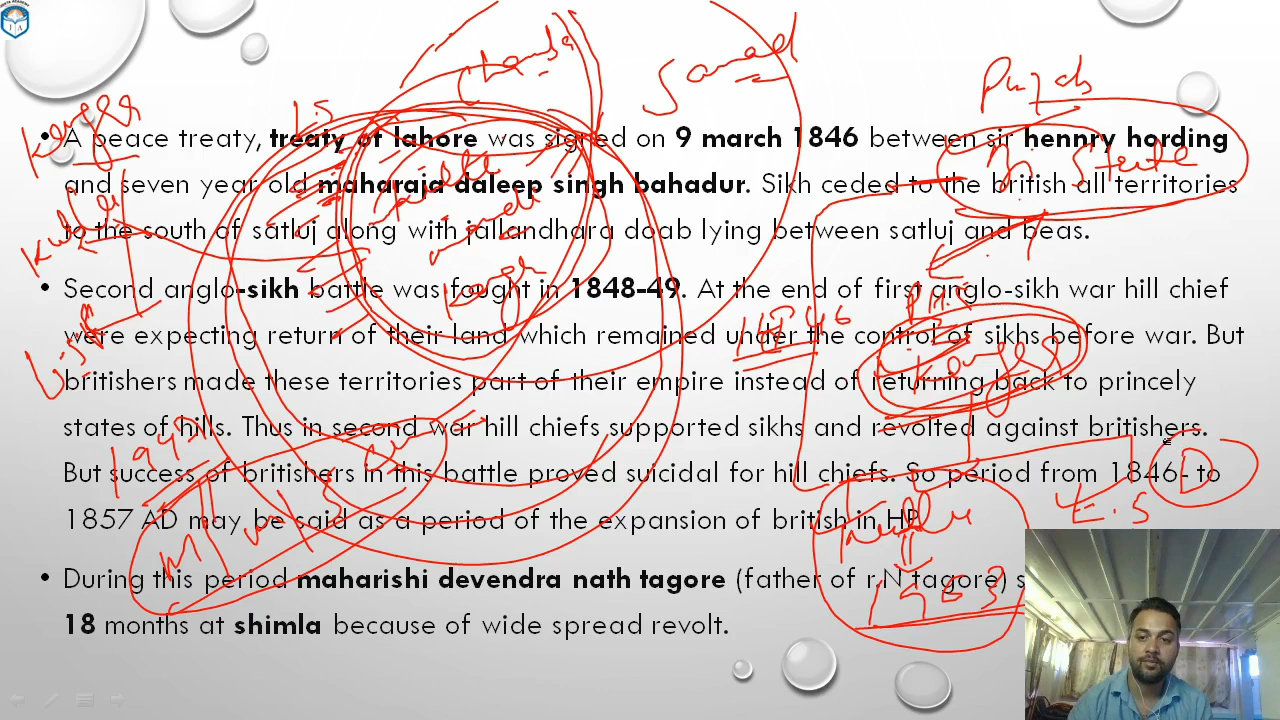 • A peace treaty, treaty of lahore was signed on 9 march 1846 between sir hennry hording
and seven year old maharaja daleep singh bahadur. Sikh ceded to the british all territories
to the south of satluj along with jallandhara doab lying between satluj and beas.
• Second anglo-sikh battle was fought in 1848-49. At the end of first anglo-sikh war hill chief
were expecting return of their land which remained under the control of sikhs before war. But
britishers made these territories part of their empire instead of returning back to princely
states of hills. Thus in second war hill chiefs supported sikhs and revolted against britishers.
But success of britishers in this battle proved suicidal for hill chiefs. So period from 1846- to
1857 AD may be said as a period of the expansion of british in HP.
• During this period maharishi devendra nath tagore (father of r.N tagore) s
18 months at shimla because of wide spread revolt.
Sanad
Punjab
1846
Kangra
1903
D